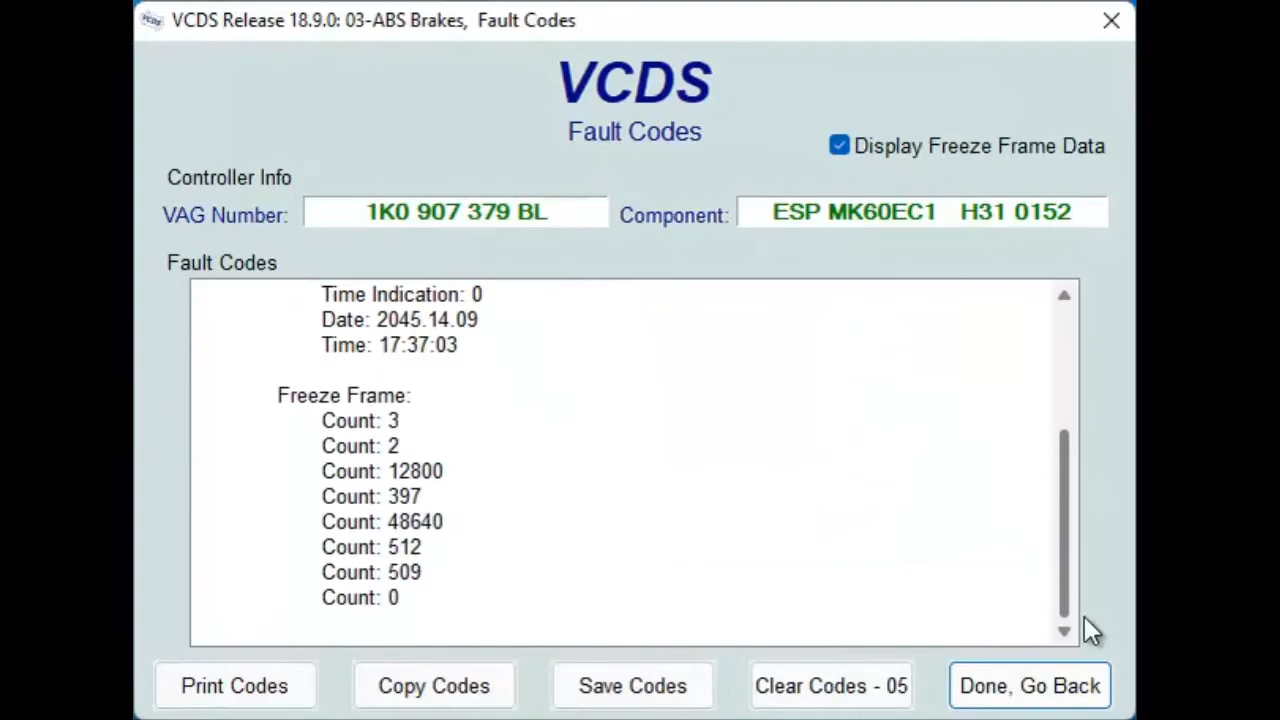 VCDS Release 18.9.0: 03-ABS Brakes,  Fault Codes
VCDS
Fault Codes
Display Freeze Frame Data
Controller Info
VAG Number: 1K0 907 379 BL Component: ESP MK60EC1   H31 0152
Fault Codes
Time Indication: 0
Date: 2045.14.09
Time: 17:37:03
Freeze Frame:
Count: 3
Count: 2
Count: 12800
Count: 397
Count: 48640
Count: 512
Count: 509
Count: 0
Print Codes Copy Codes Save Codes Clear Codes - 05 Done, Go Back